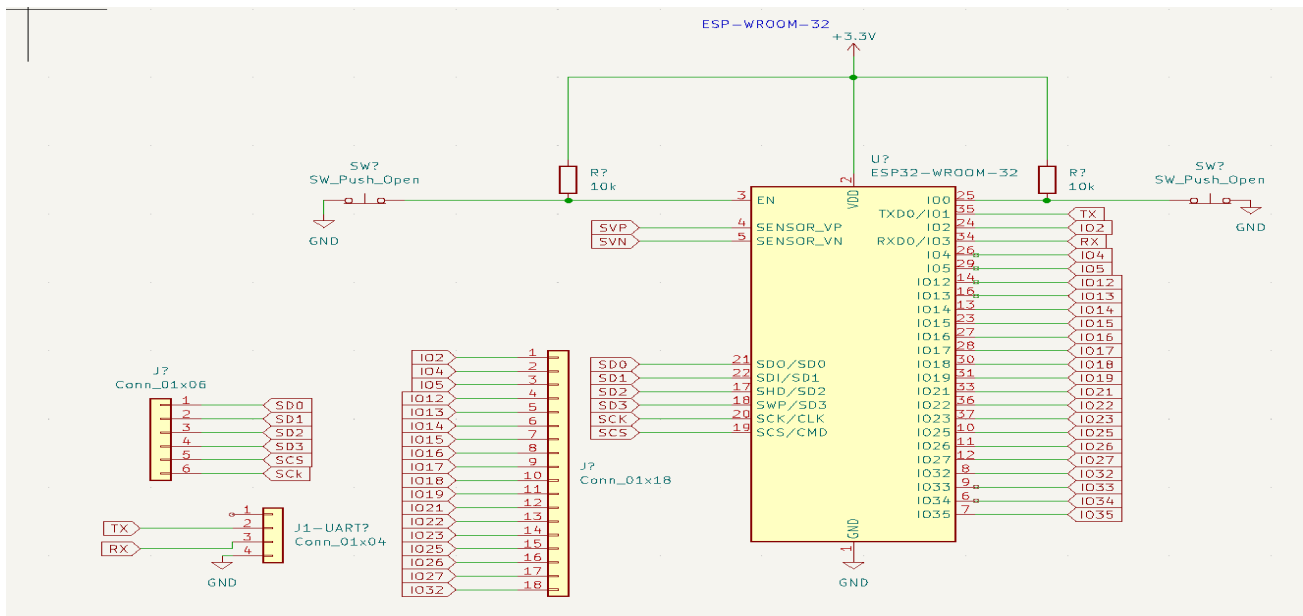 ESP-WROOM-32
+3.3V
SW?
SW_Push_Open
GND
R?
10k
U?
ESP32-WROOM-32
R?
10k
SW?
SW_Push_Open
GND
2
VDD
3 EN
SVP 4 SENSOR_VP
SVN 5 SENSOR_VN
SD0 21 SDO/SD0
SD1 22 SDI/SD1
SD2 17 SHD/SD2
SD3 18 SWP/SD3
SCK 20 SCK/CLK
SCS 19 SCS/CMD
IO0 25
TXD0/IO1 35 TX
IO2 24 IO2
RXD0/IO3 34 RX
IO4 26 IO4
IO5 29 IO5
IO12 14 IO12
IO13 16 IO13
IO14 13 IO14
IO15 23 IO15
IO16 27 IO16
IO17 28 IO17
IO18 30 IO18
IO19 31 IO19
IO21 33 IO21
IO22 36 IO22
IO23 37 IO23
IO25 10 IO25
IO26 11 IO26
IO27 12 IO27
IO32 8 IO32
IO33 9 IO33
IO34 6 IO34
IO35 7 IO35
GND
1
GND
J?
Conn_01x06
1 SD0
2 SD1
3 SD2
4 SD3
5 SCS
6 SCk
TX
RX
1
2
3
4
GND
J1-UART?
Conn_01x04
IO2 1
IO4 2
IO5 3
IO12 4
IO13 5
IO14 6
IO15 7
IO16 8
IO17 9
IO18 10
IO19 11
IO21 12
IO22 13
IO23 14
IO25 15
IO26 16
IO27 17
IO32 18
J?
Conn_01x18